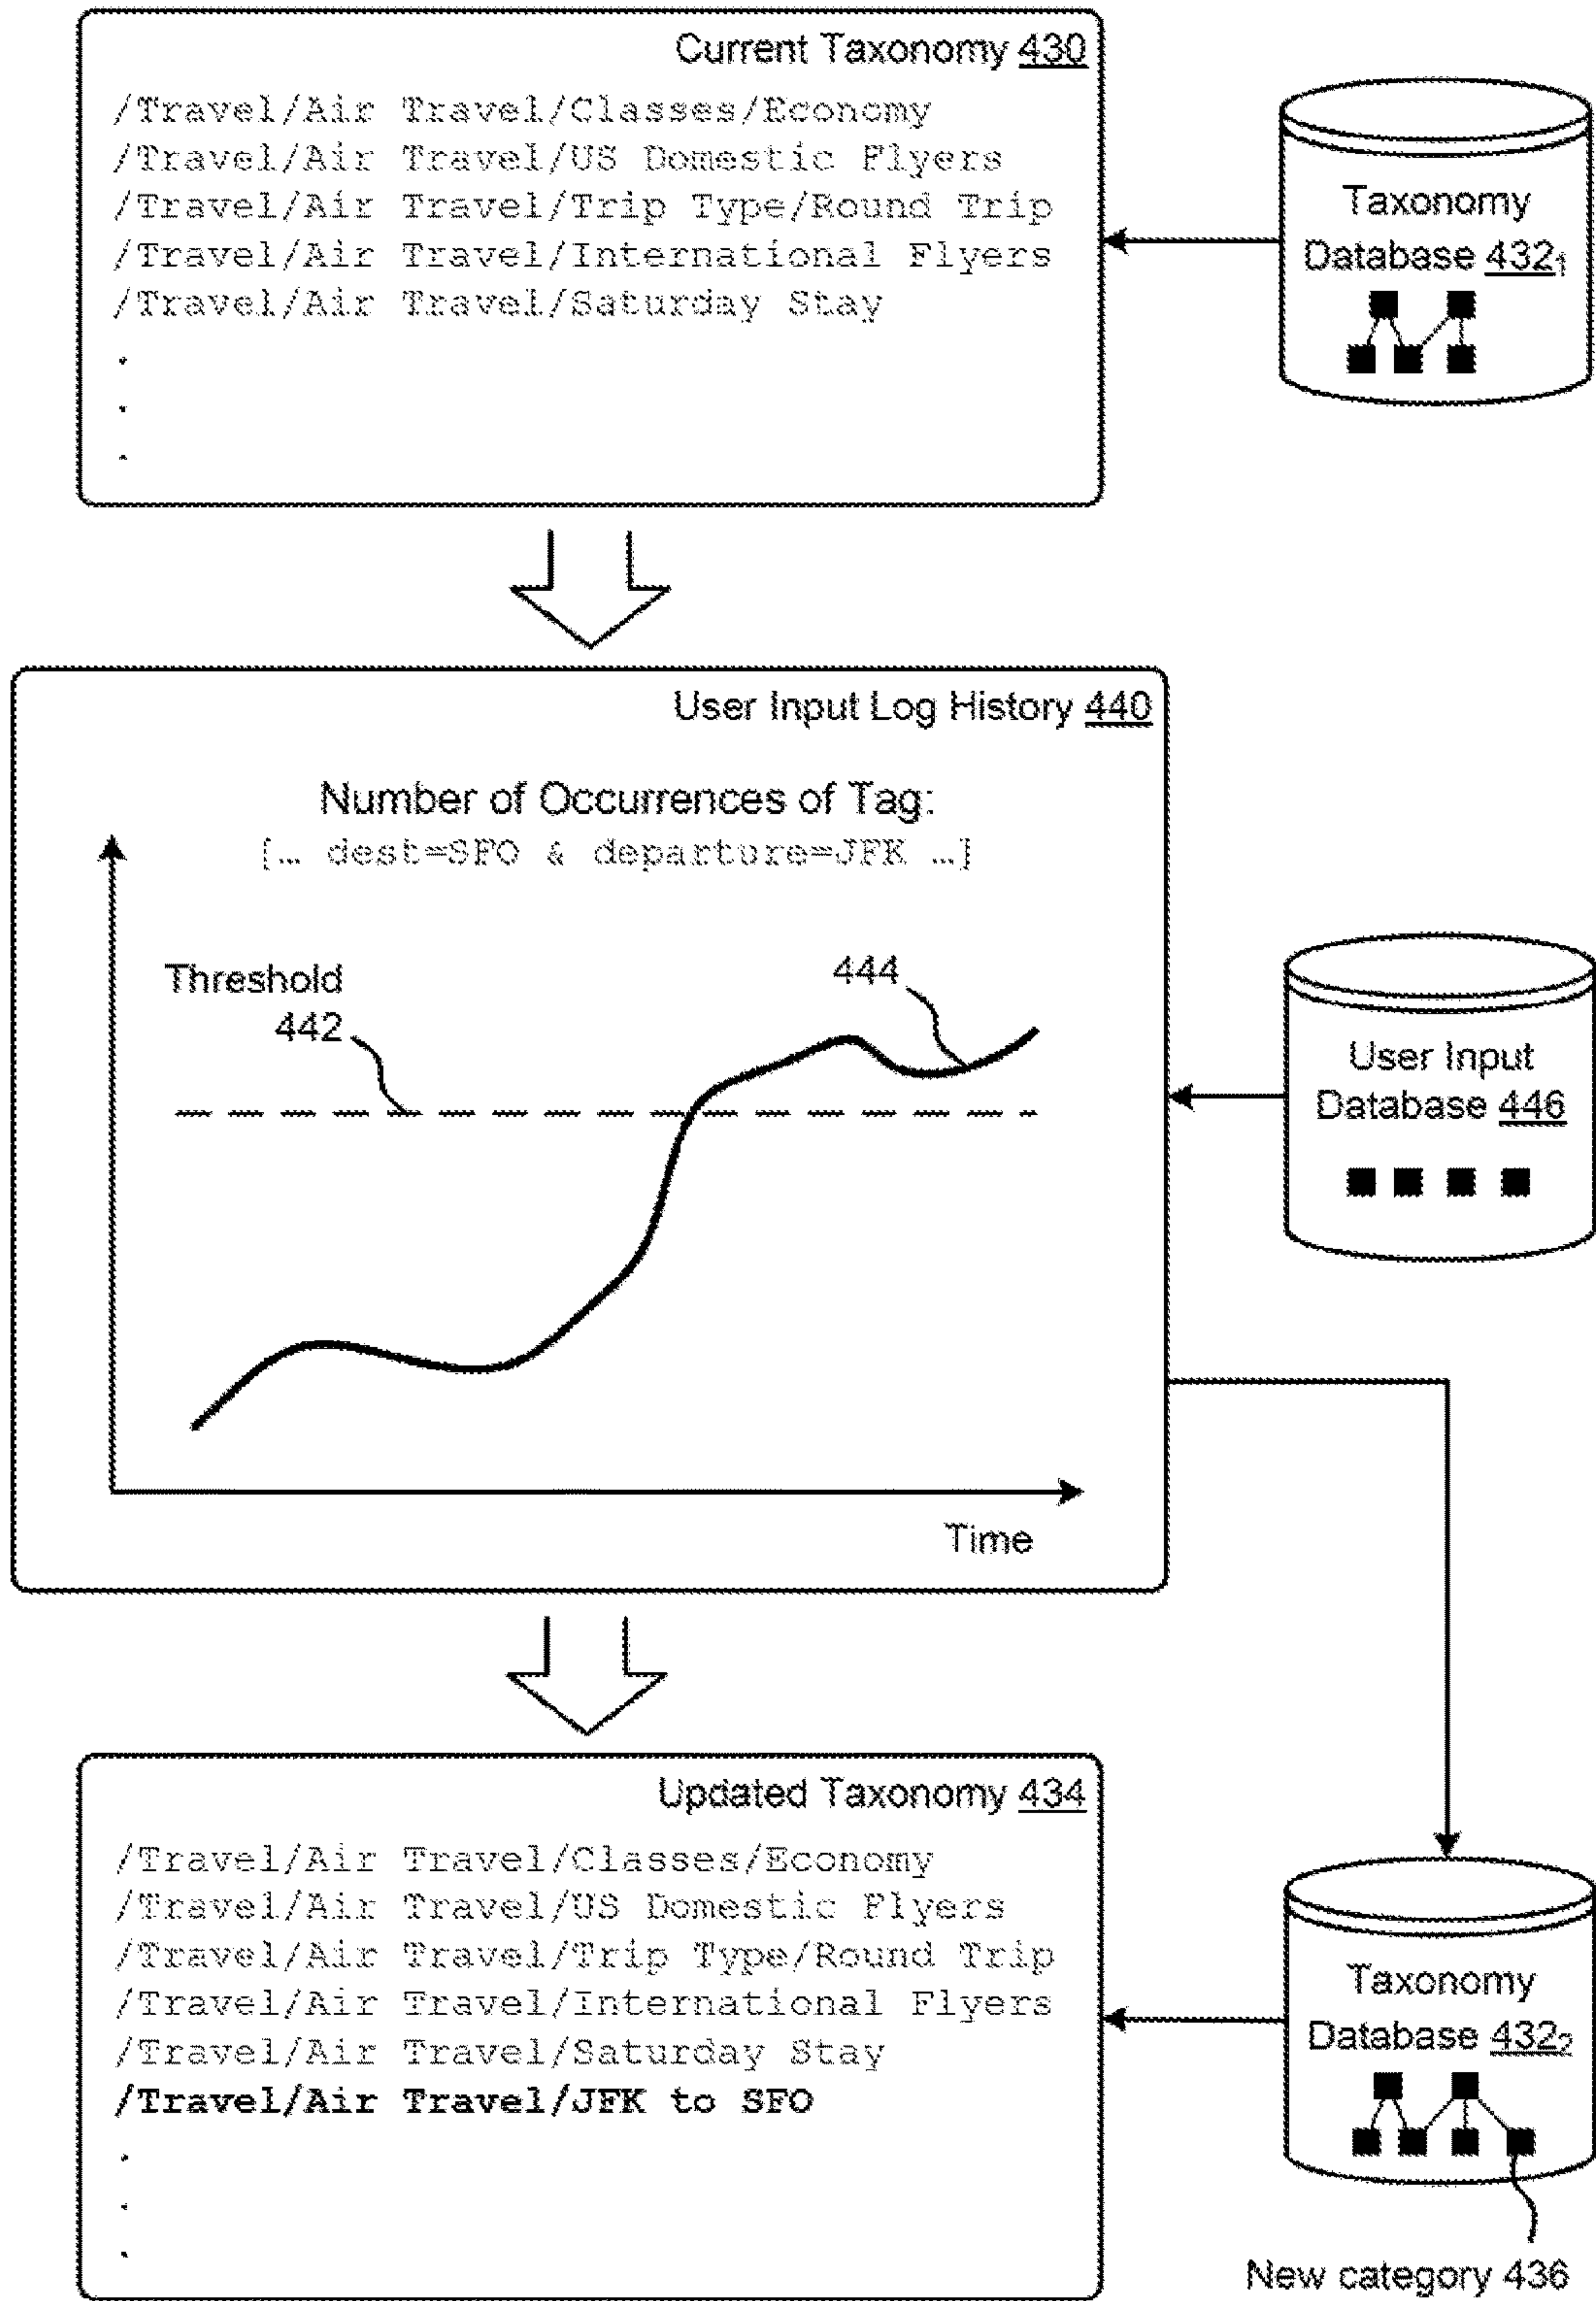 Current Taxonomy 430
/Travel/Air Travel/Classes/Economy
/Travel/Air Travel/US Domestic Flyers
/Travel/Air Travel/Trip Type/Round Trip
/Travel/Air Travel/International Flyers
/Travel/Air Travel/Saturday Stay
.
.
.
Taxonomy
Database 432₁
User Input Log History 440
Number of Occurrences of Tag:
[… dest=SFO & departure=JFK …]
Threshold
442
444
Time
User Input
Database 446
Updated Taxonomy 434
/Travel/Air Travel/Classes/Economy
/Travel/Air Travel/US Domestic Flyers
/Travel/Air Travel/Trip Type/Round Trip
/Travel/Air Travel/International Flyers
/Travel/Air Travel/Saturday Stay
/Travel/Air Travel/JFK to SFO
.
.
.
Taxonomy
Database 432₂
New category 436